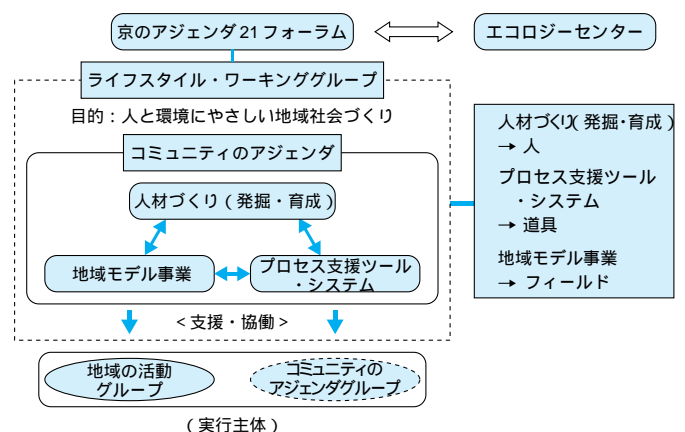 京のアジェンダ21フォーラム
エコロジーセンター
ライフスタイル・ワーキンググループ
目的：人と環境にやさしい地域社会づくり
コミュニティのアジェンダ
人材づくり（発掘・育成）
地域モデル事業
プロセス支援ツール
・システム
＜支援・協働＞
地域の活動
グループ
コミュニティの
アジェンダグループ
（実行主体）
人材づくり（発掘・育成）
→ 人
プロセス支援ツール
・システム
→ 道具
地域モデル事業
→ フィールド